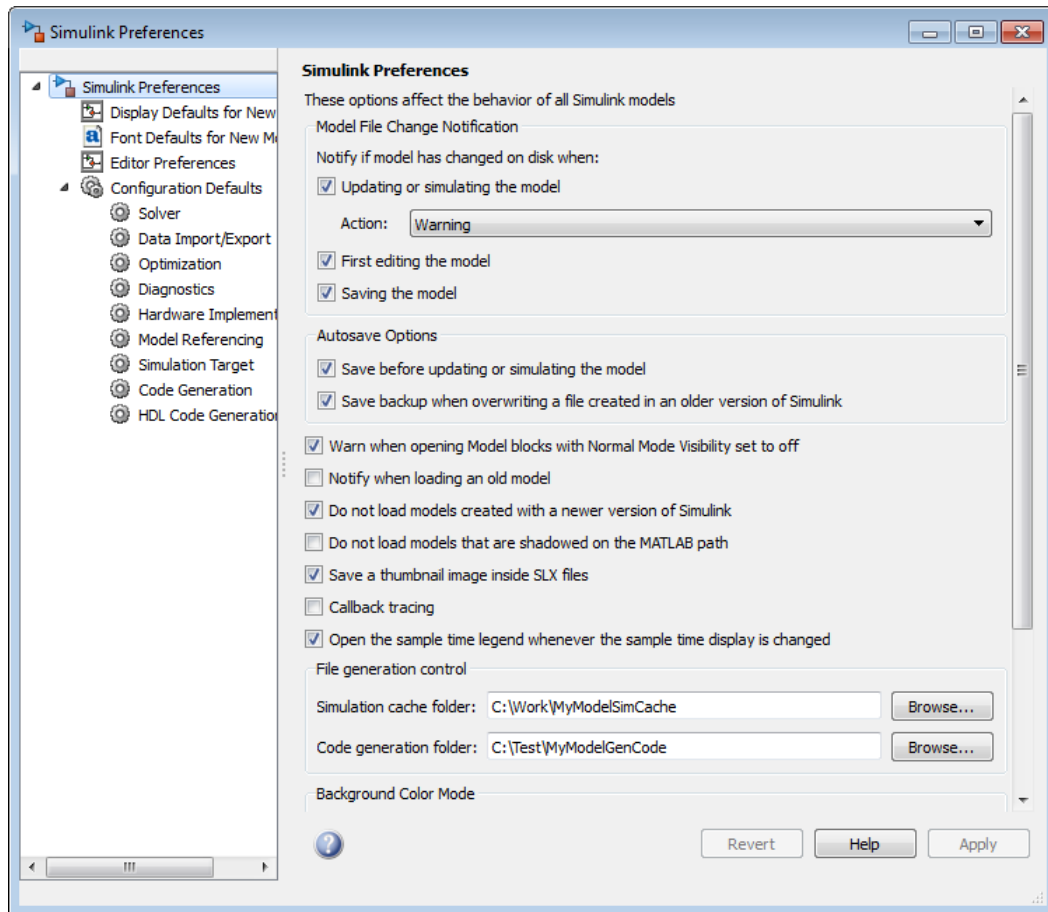 Simulink Preferences
Simulink Preferences
Display Defaults for New
Font Defaults for New M
Editor Preferences
Configuration Defaults
Solver
Data Import/Export
Optimization
Diagnostics
Hardware Implement
Model Referencing
Simulation Target
Code Generation
HDL Code Generation
Simulink Preferences
These options affect the behavior of all Simulink models
Model File Change Notification
Notify if model has changed on disk when:
Updating or simulating the model
Action: Warning
First editing the model
Saving the model
Autosave Options
Save before updating or simulating the model
Save backup when overwriting a file created in an older version of Simulink
Warn when opening Model blocks with Normal Mode Visibility set to off
Notify when loading an old model
Do not load models created with a newer version of Simulink
Do not load models that are shadowed on the MATLAB path
Save a thumbnail image inside SLX files
Callback tracing
Open the sample time legend whenever the sample time display is changed
File generation control
Simulation cache folder: C:\Work\MyModelSimCache Browse...
Code generation folder: C:\Test\MyModelGenCode Browse...
Background Color Mode
Revert Help Apply